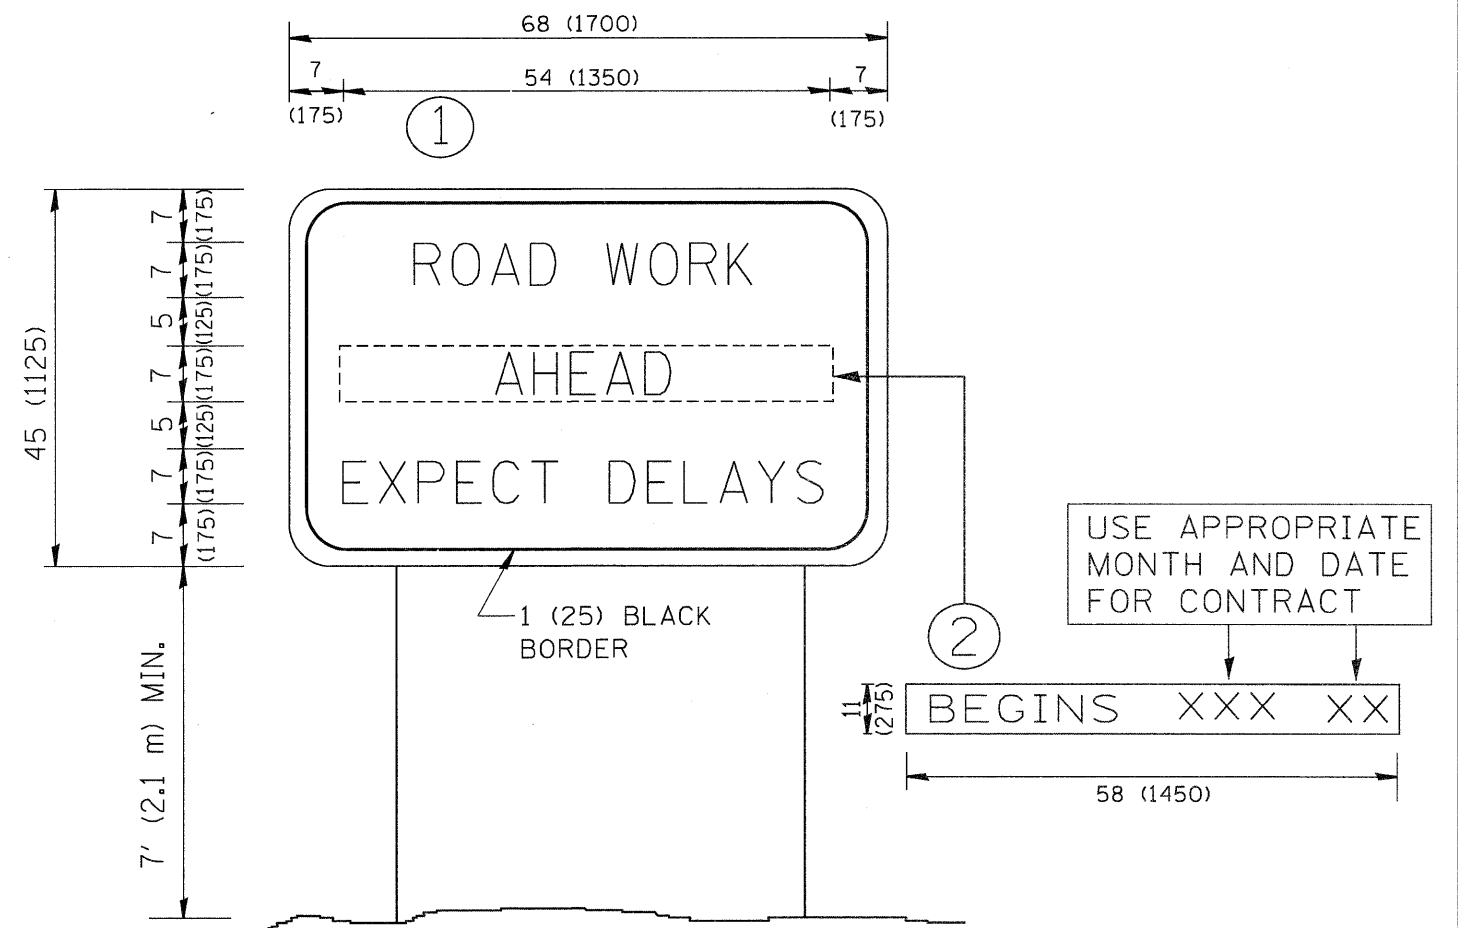 68 (1700)
7
54 (1350)
7
(175)
(175)
1
45 (1125)
7 (175)
7 (175)
5 (125)
7 (175)
5 (125)
7 (175)
7 (175)
ROAD WORK
AHEAD
EXPECT DELAYS
1 (25) BLACK
BORDER
7' (2.1 m) MIN.
2
USE APPROPRIATE
MONTH AND DATE
FOR CONTRACT
11
(275)
BEGINS XXX XX
58 (1450)